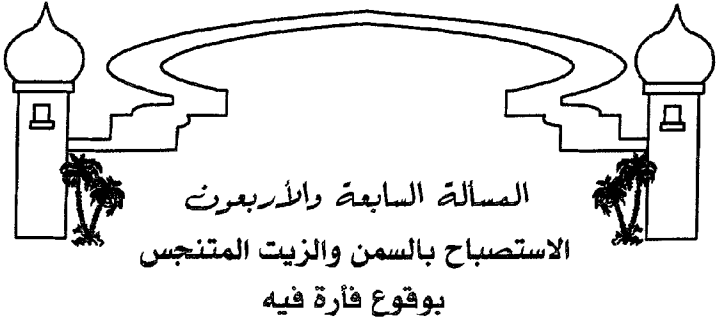 المسألة السابعة والأربعون
الاستصباح بالسمن والزيت المتنجس
بوقوع فأرة فيه